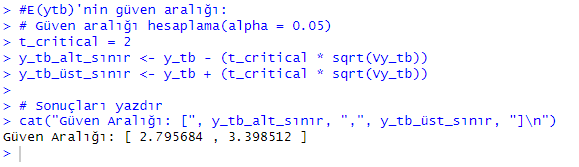 > #E(ytb)'nin güven aralığı:
> # Güven aralığı hesaplama(alpha = 0.05)
> t_critical = 2
> y_tb_alt_sınır <- y_tb - (t_critical * sqrt(Vy_tb))
> y_tb_üst_sınır <- y_tb + (t_critical * sqrt(Vy_tb))
>
> # Sonuçları yazdır
> cat("Güven Aralığı: [", y_tb_alt_sınır, ",", y_tb_üst_sınır, "]\n")
Güven Aralığı: [ 2.795684 , 3.398512 ]
>